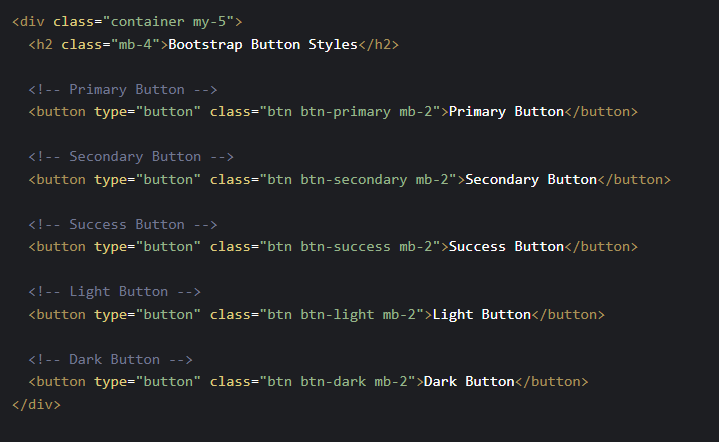 <div class="container my-5">
  <h2 class="mb-4">Bootstrap Button Styles</h2>

  <!-- Primary Button -->
  <button type="button" class="btn btn-primary mb-2">Primary Button</button>

  <!-- Secondary Button -->
  <button type="button" class="btn btn-secondary mb-2">Secondary Button</button>

  <!-- Success Button -->
  <button type="button" class="btn btn-success mb-2">Success Button</button>

  <!-- Light Button -->
  <button type="button" class="btn btn-light mb-2">Light Button</button>

  <!-- Dark Button -->
  <button type="button" class="btn btn-dark mb-2">Dark Button</button>
</div>